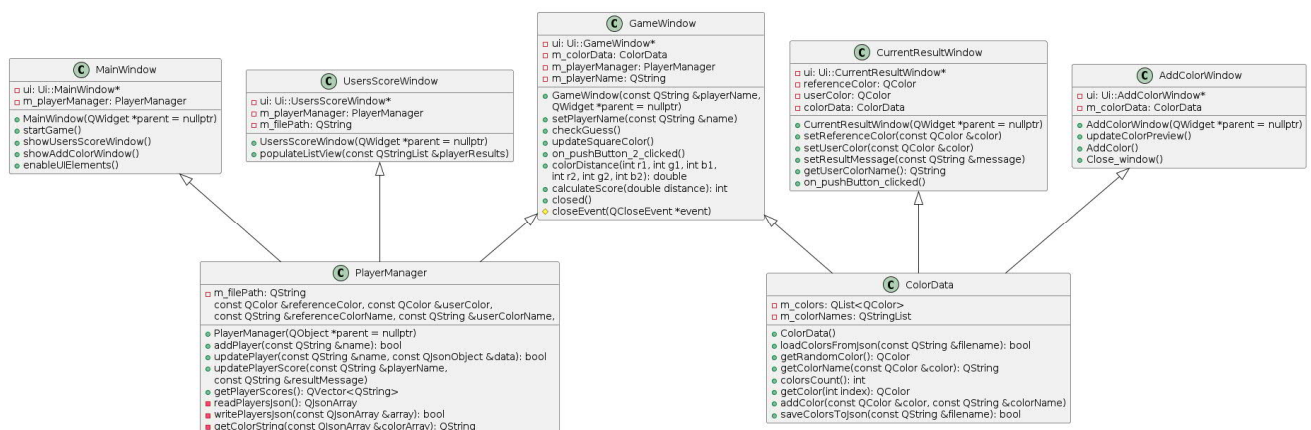 C MainWindow
ui: Ui::MainWindow*
m_playerManager: PlayerManager
MainWindow(QWidget *parent = nullptr)
startGame()
showUsersScoreWindow()
showAddColorWindow()
enableUIElements()
C UsersScoreWindow
ui: Ui::UsersScoreWindow*
m_playerManager: PlayerManager
m_filePath: QString
UsersScoreWindow(QWidget *parent = nullptr)
populateListView(const QStringList &playerResults)
C GameWindow
ui: Ui::GameWindow*
m_colorData: ColorData
m_playerManager: PlayerManager
m_playerName: QString
GameWindow(const QString &playerName,
QWidget *parent = nullptr)
setPlayerName(const QString &name)
checkGuess()
updateSquareColor()
on_pushButton_2_clicked()
colorDistance(int r1, int g1, int b1,
int r2, int g2, int b2): double
calculateScore(double distance): int
closed()
closeEvent(QCloseEvent *event)
C CurrentResultWindow
ui: Ui::CurrentResultWindow*
referenceColor: QColor
userColor: QColor
colorData: ColorData
CurrentResultWindow(QWidget *parent = nullptr)
setReferenceColor(const QColor &color)
setUserColor(const QColor &color)
setResultMessage(const QString &message)
getUserColorName(): QString
on_pushButton_clicked()
C AddColorWindow
ui: Ui::AddColorWindow*
m_colorData: ColorData
AddColorWindow(QWidget *parent = nullptr)
updateColorPreview()
AddColor()
Close_window()
C PlayerManager
m_filePath: QString
const QColor &referenceColor, const QColor &userColor,
const QString &referenceColorName, const QString &userColorName,
PlayerManager(QObject *parent = nullptr)
addPlayer(const QString &name): bool
updatePlayer(const QString &name, const QJsonObject &data): bool
updatePlayerScore(const QString &playerName,
const QString &resultMessage)
getPlayerScores(): QVector<QString>
readPlayersJson(): QJsonArray
writePlayersJson(const QJsonArray &array): bool
getColorString(const QJsonArray &colorArray): QString
C ColorData
m_colors: QList<QColor>
m_colorNames: QStringList
ColorData()
loadColorsFromJson(const QString &filename): bool
getRandomColor(): QColor
getColorName(const QColor &color): QString
colorsCount(): int
getColor(int index): QColor
addColor(const QColor &color, const QString &colorName)
saveColorsToJson(const QString &filename): bool